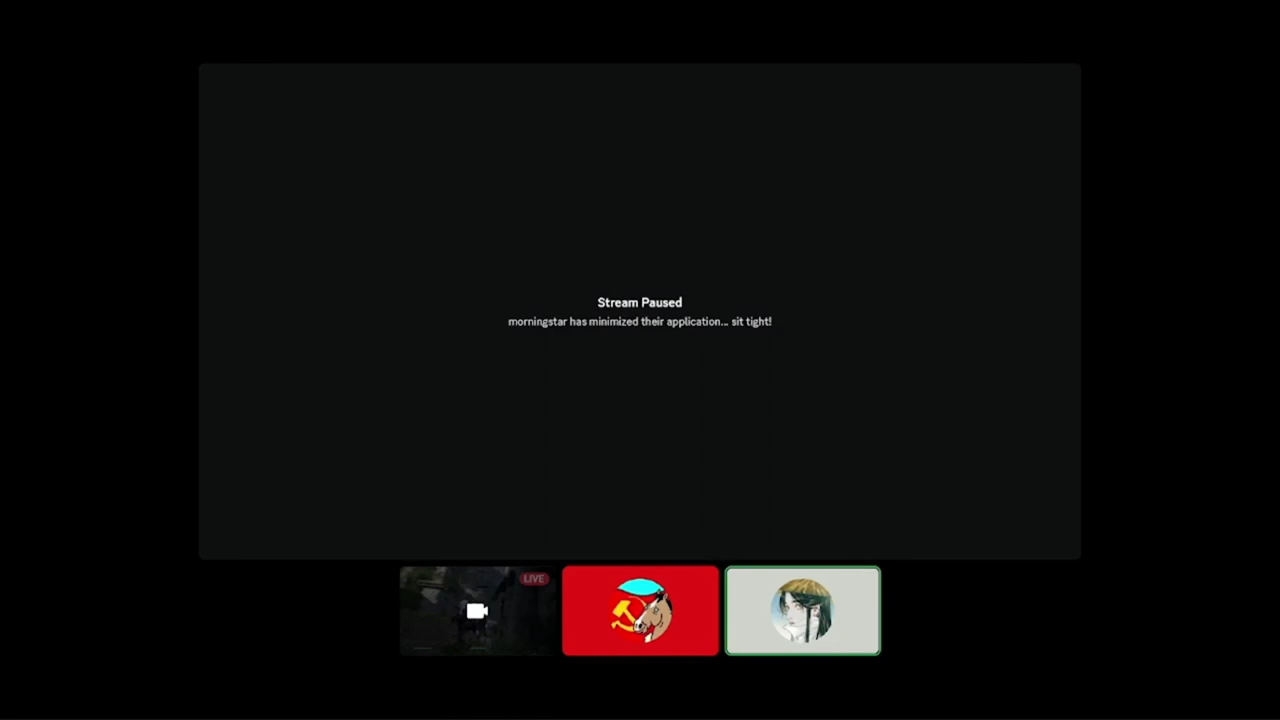 Stream Paused
morningstar has minimized their application... sit tight!
LIVE